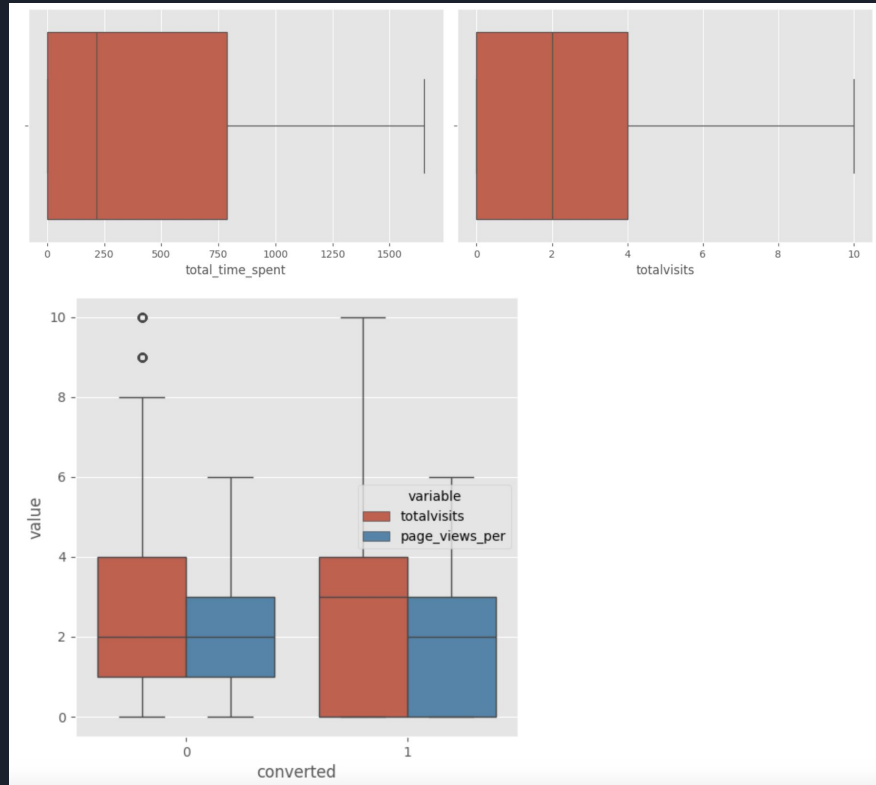 0 250 500 750 1000 1250 1500
total_time_spent
0 2 4 6 8 10
totalvisits
10
8
6
4
2
0
value
variable
totalvisits
page_views_per
0 1
converted